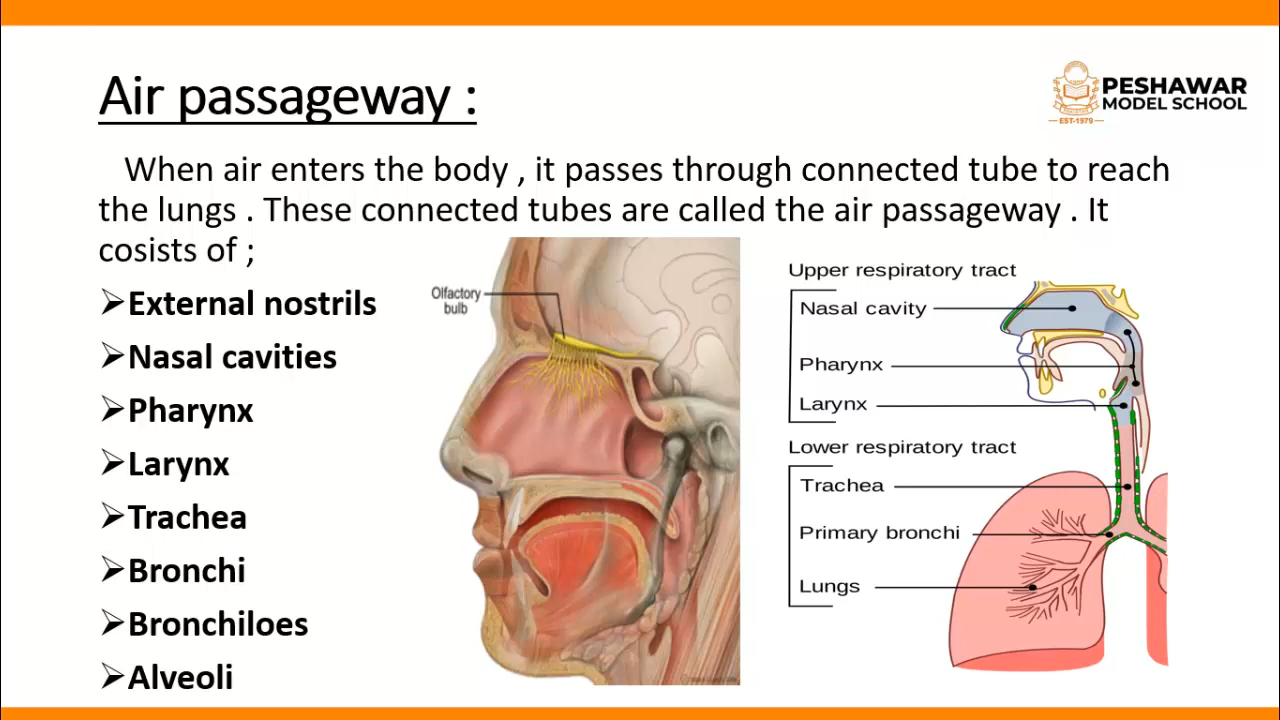 Air passageway :
PESHAWAR
MODEL SCHOOL
EST-1979
When air enters the body , it passes through connected tube to reach
the lungs . These connected tubes are called the air passageway . It
cosists of ;
➢External nostrils
➢Nasal cavities
➢Pharynx
➢Larynx
➢Trachea
➢Bronchi
➢Bronchiloes
➢Alveoli
Olfactory
bulb
Upper respiratory tract
Nasal cavity
Pharynx
Larynx
Lower respiratory tract
Trachea
Primary bronchi
Lungs